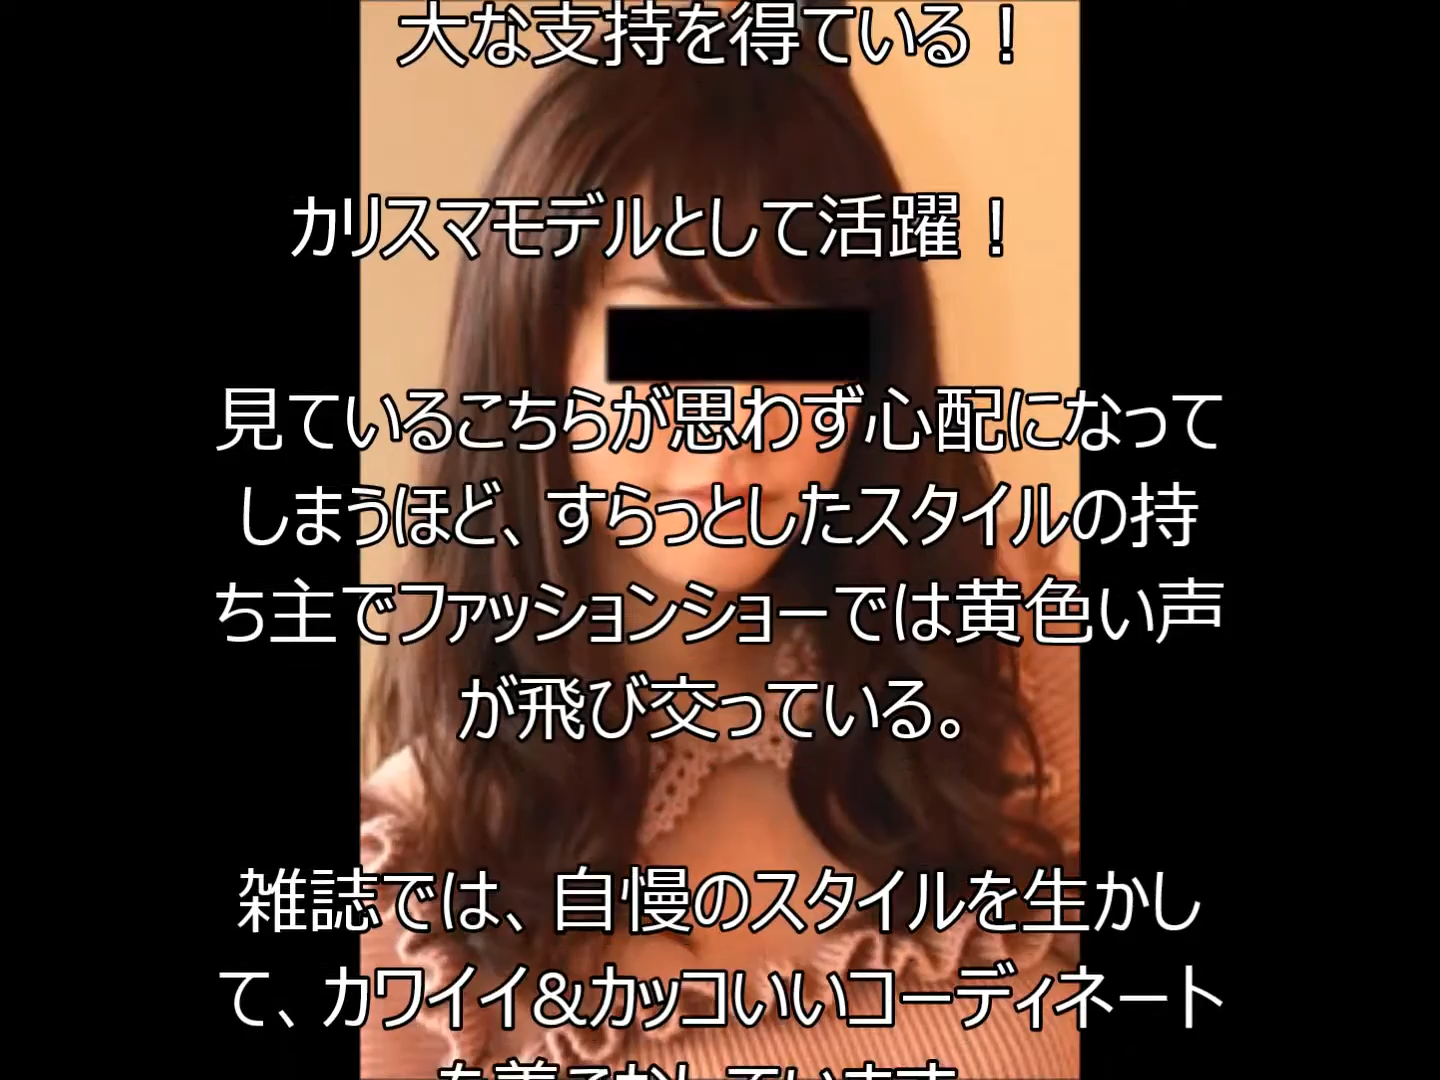 大な支持を得ている！
カリスマモデルとして活躍！
見ているこちらが思わず心配になって
しまうほど、すらっとしたスタイルの持
ち主でファッションショーでは黄色い声
が飛び交っている。
雑誌では、自慢のスタイルを生かし
て、カワイイ&カッコいいコーディネート